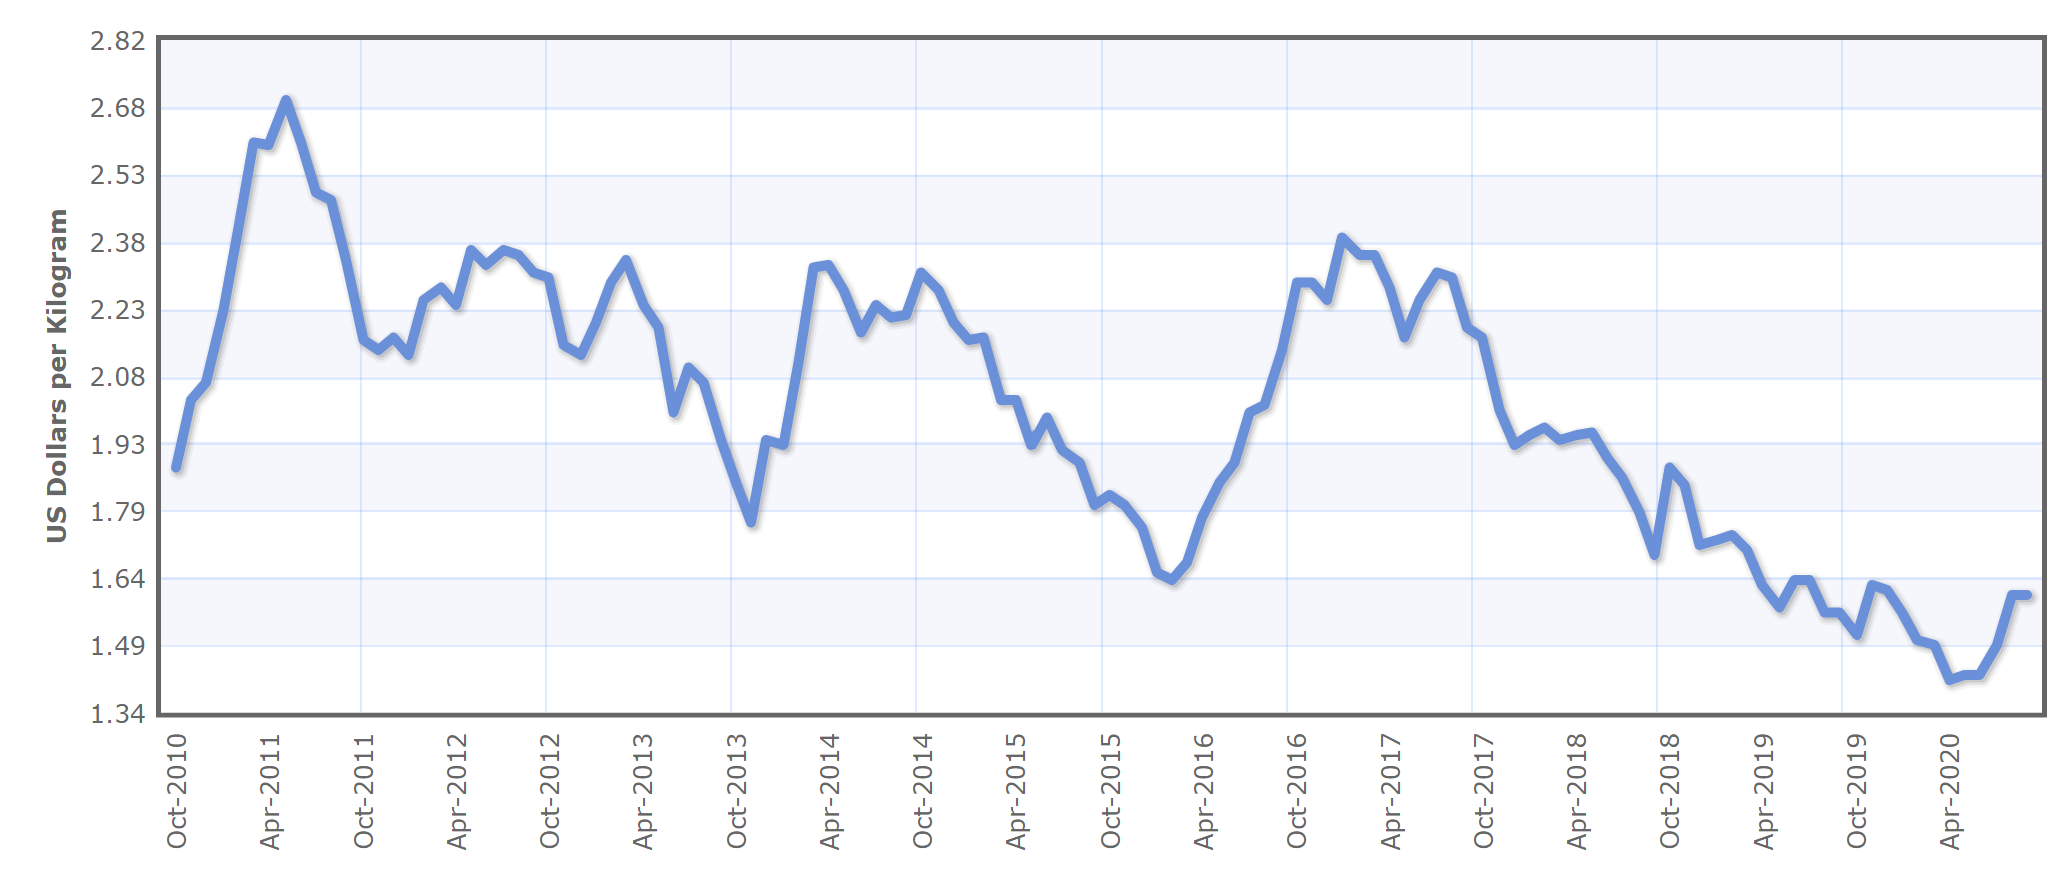 US Dollars per Kilogram
2.82
2.68
2.53
2.38
2.23
2.08
1.93
1.79
1.64
1.49
1.34
Oct-2010
Apr-2011
Oct-2011
Apr-2012
Oct-2012
Apr-2013
Oct-2013
Apr-2014
Oct-2014
Apr-2015
Oct-2015
Apr-2016
Oct-2016
Apr-2017
Oct-2017
Apr-2018
Oct-2018
Apr-2019
Oct-2019
Apr-2020